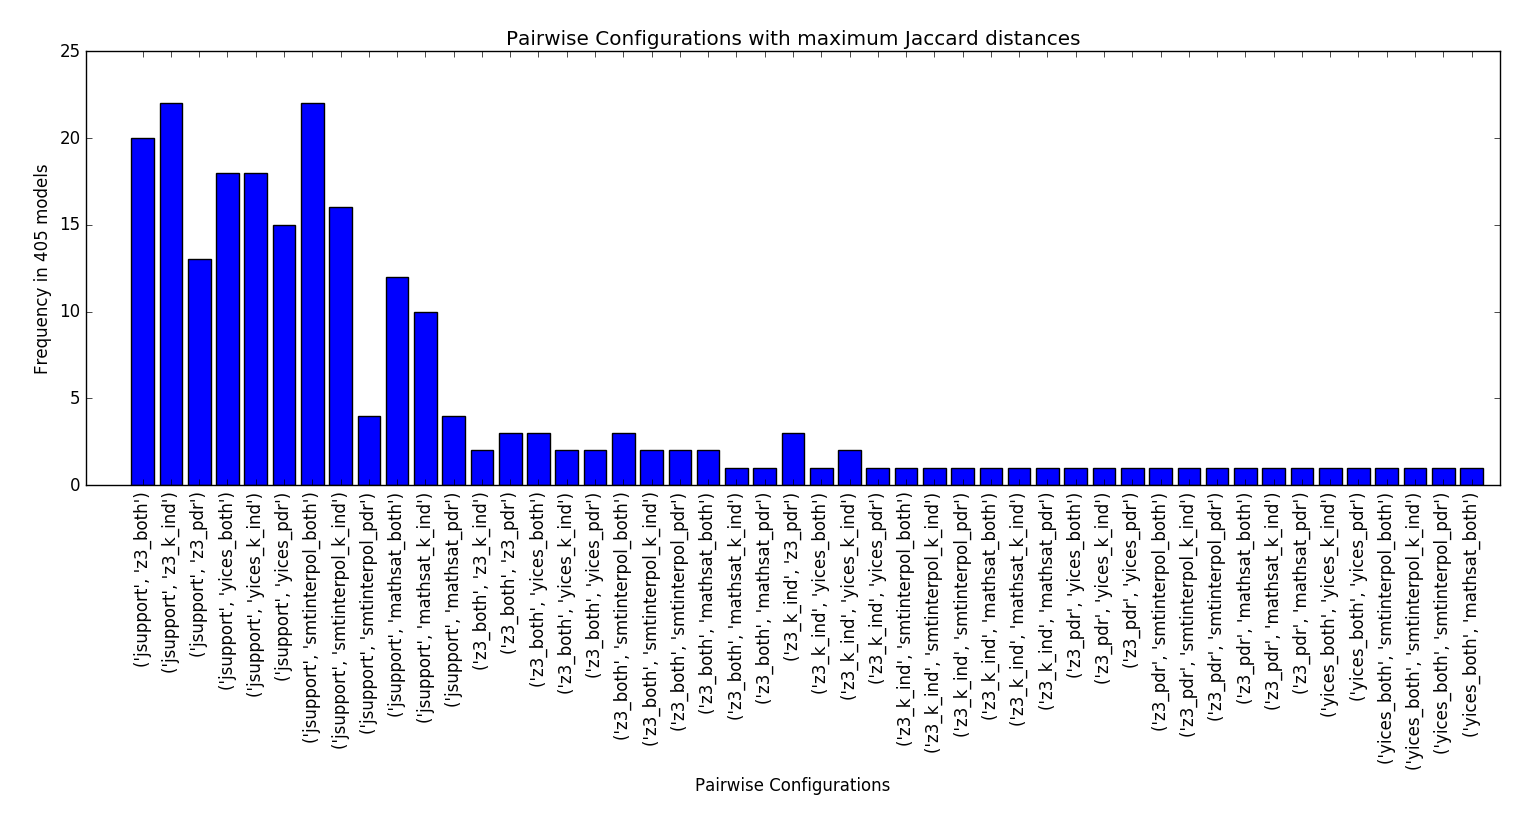 Pairwise Configurations with maximum Jaccard distances
25
20
15
10
5
0
Frequency in 405 models
('jsupport', 'z3_both')
('jsupport', 'z3_k_ind')
('jsupport', 'z3_pdr')
('jsupport', 'yices_both')
('jsupport', 'yices_k_ind')
('jsupport', 'yices_pdr')
('jsupport', 'smtinterpol_both')
('jsupport', 'smtinterpol_k_ind')
('jsupport', 'smtinterpol_pdr')
('jsupport', 'mathsat_both')
('jsupport', 'mathsat_k_ind')
('jsupport', 'mathsat_pdr')
('z3_both', 'z3_k_ind')
('z3_both', 'z3_pdr')
('z3_both', 'yices_both')
('z3_both', 'yices_k_ind')
('z3_both', 'yices_pdr')
('z3_both', 'smtinterpol_both')
('z3_both', 'smtinterpol_k_ind')
('z3_both', 'smtinterpol_pdr')
('z3_both', 'mathsat_both')
('z3_both', 'mathsat_k_ind')
('z3_both', 'mathsat_pdr')
('z3_k_ind', 'z3_pdr')
('z3_k_ind', 'yices_both')
('z3_k_ind', 'yices_k_ind')
('z3_k_ind', 'yices_pdr')
('z3_k_ind', 'smtinterpol_both')
('z3_k_ind', 'smtinterpol_k_ind')
('z3_k_ind', 'smtinterpol_pdr')
('z3_k_ind', 'mathsat_both')
('z3_k_ind', 'mathsat_k_ind')
('z3_k_ind', 'mathsat_pdr')
('z3_pdr', 'yices_both')
('z3_pdr', 'yices_k_ind')
('z3_pdr', 'yices_pdr')
('z3_pdr', 'smtinterpol_both')
('z3_pdr', 'smtinterpol_k_ind')
('z3_pdr', 'smtinterpol_pdr')
('z3_pdr', 'mathsat_both')
('z3_pdr', 'mathsat_k_ind')
('z3_pdr', 'mathsat_pdr')
('yices_both', 'yices_k_ind')
('yices_both', 'yices_pdr')
('yices_both', 'smtinterpol_both')
('yices_both', 'smtinterpol_k_ind')
('yices_both', 'smtinterpol_pdr')
('yices_both', 'mathsat_both')
Pairwise Configurations